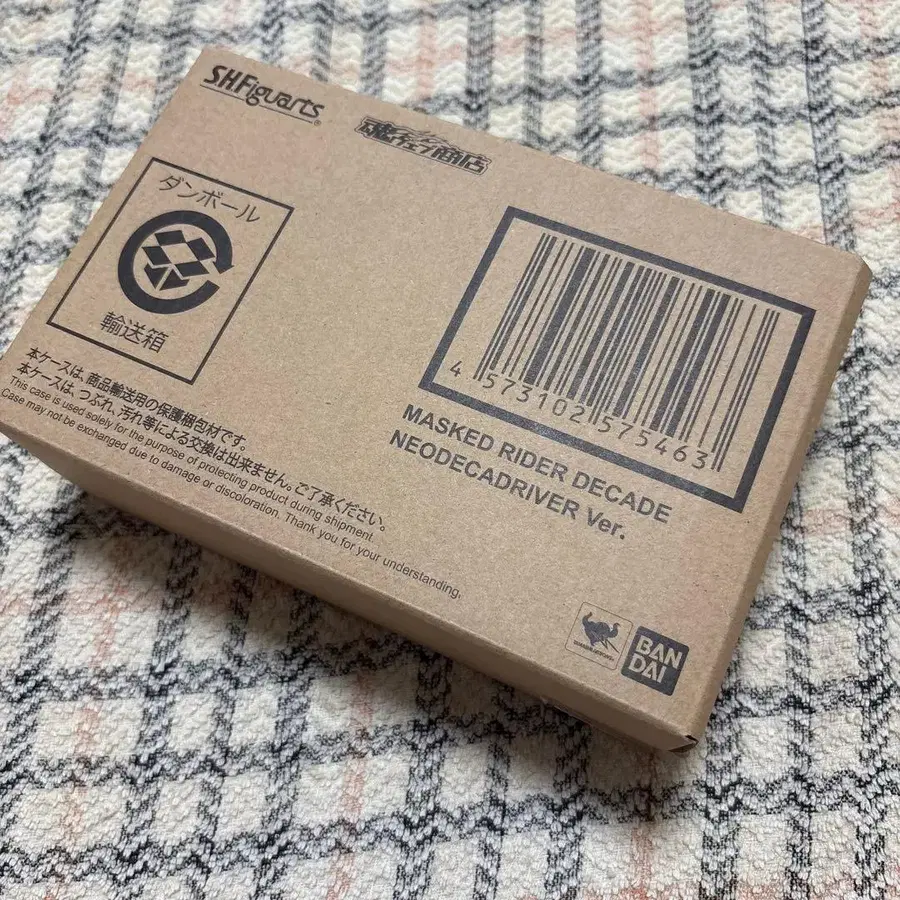 S.H.Figuarts
魂ウェブ商店
ダンボール
輸送箱
本ケースは、商品輸送用の保護梱包材です。
本ケースは、つぶれ、汚れ等による交換は出来ません。ご了承ください。
This case is used solely for the purpose of protecting product during shipment.
Case may not be exchanged due to damage or discoloration. Thank you for your understanding.
4 573102 575463
MASKED RIDER DECADE
NEODECADRIVER Ver.
BAN
DAI